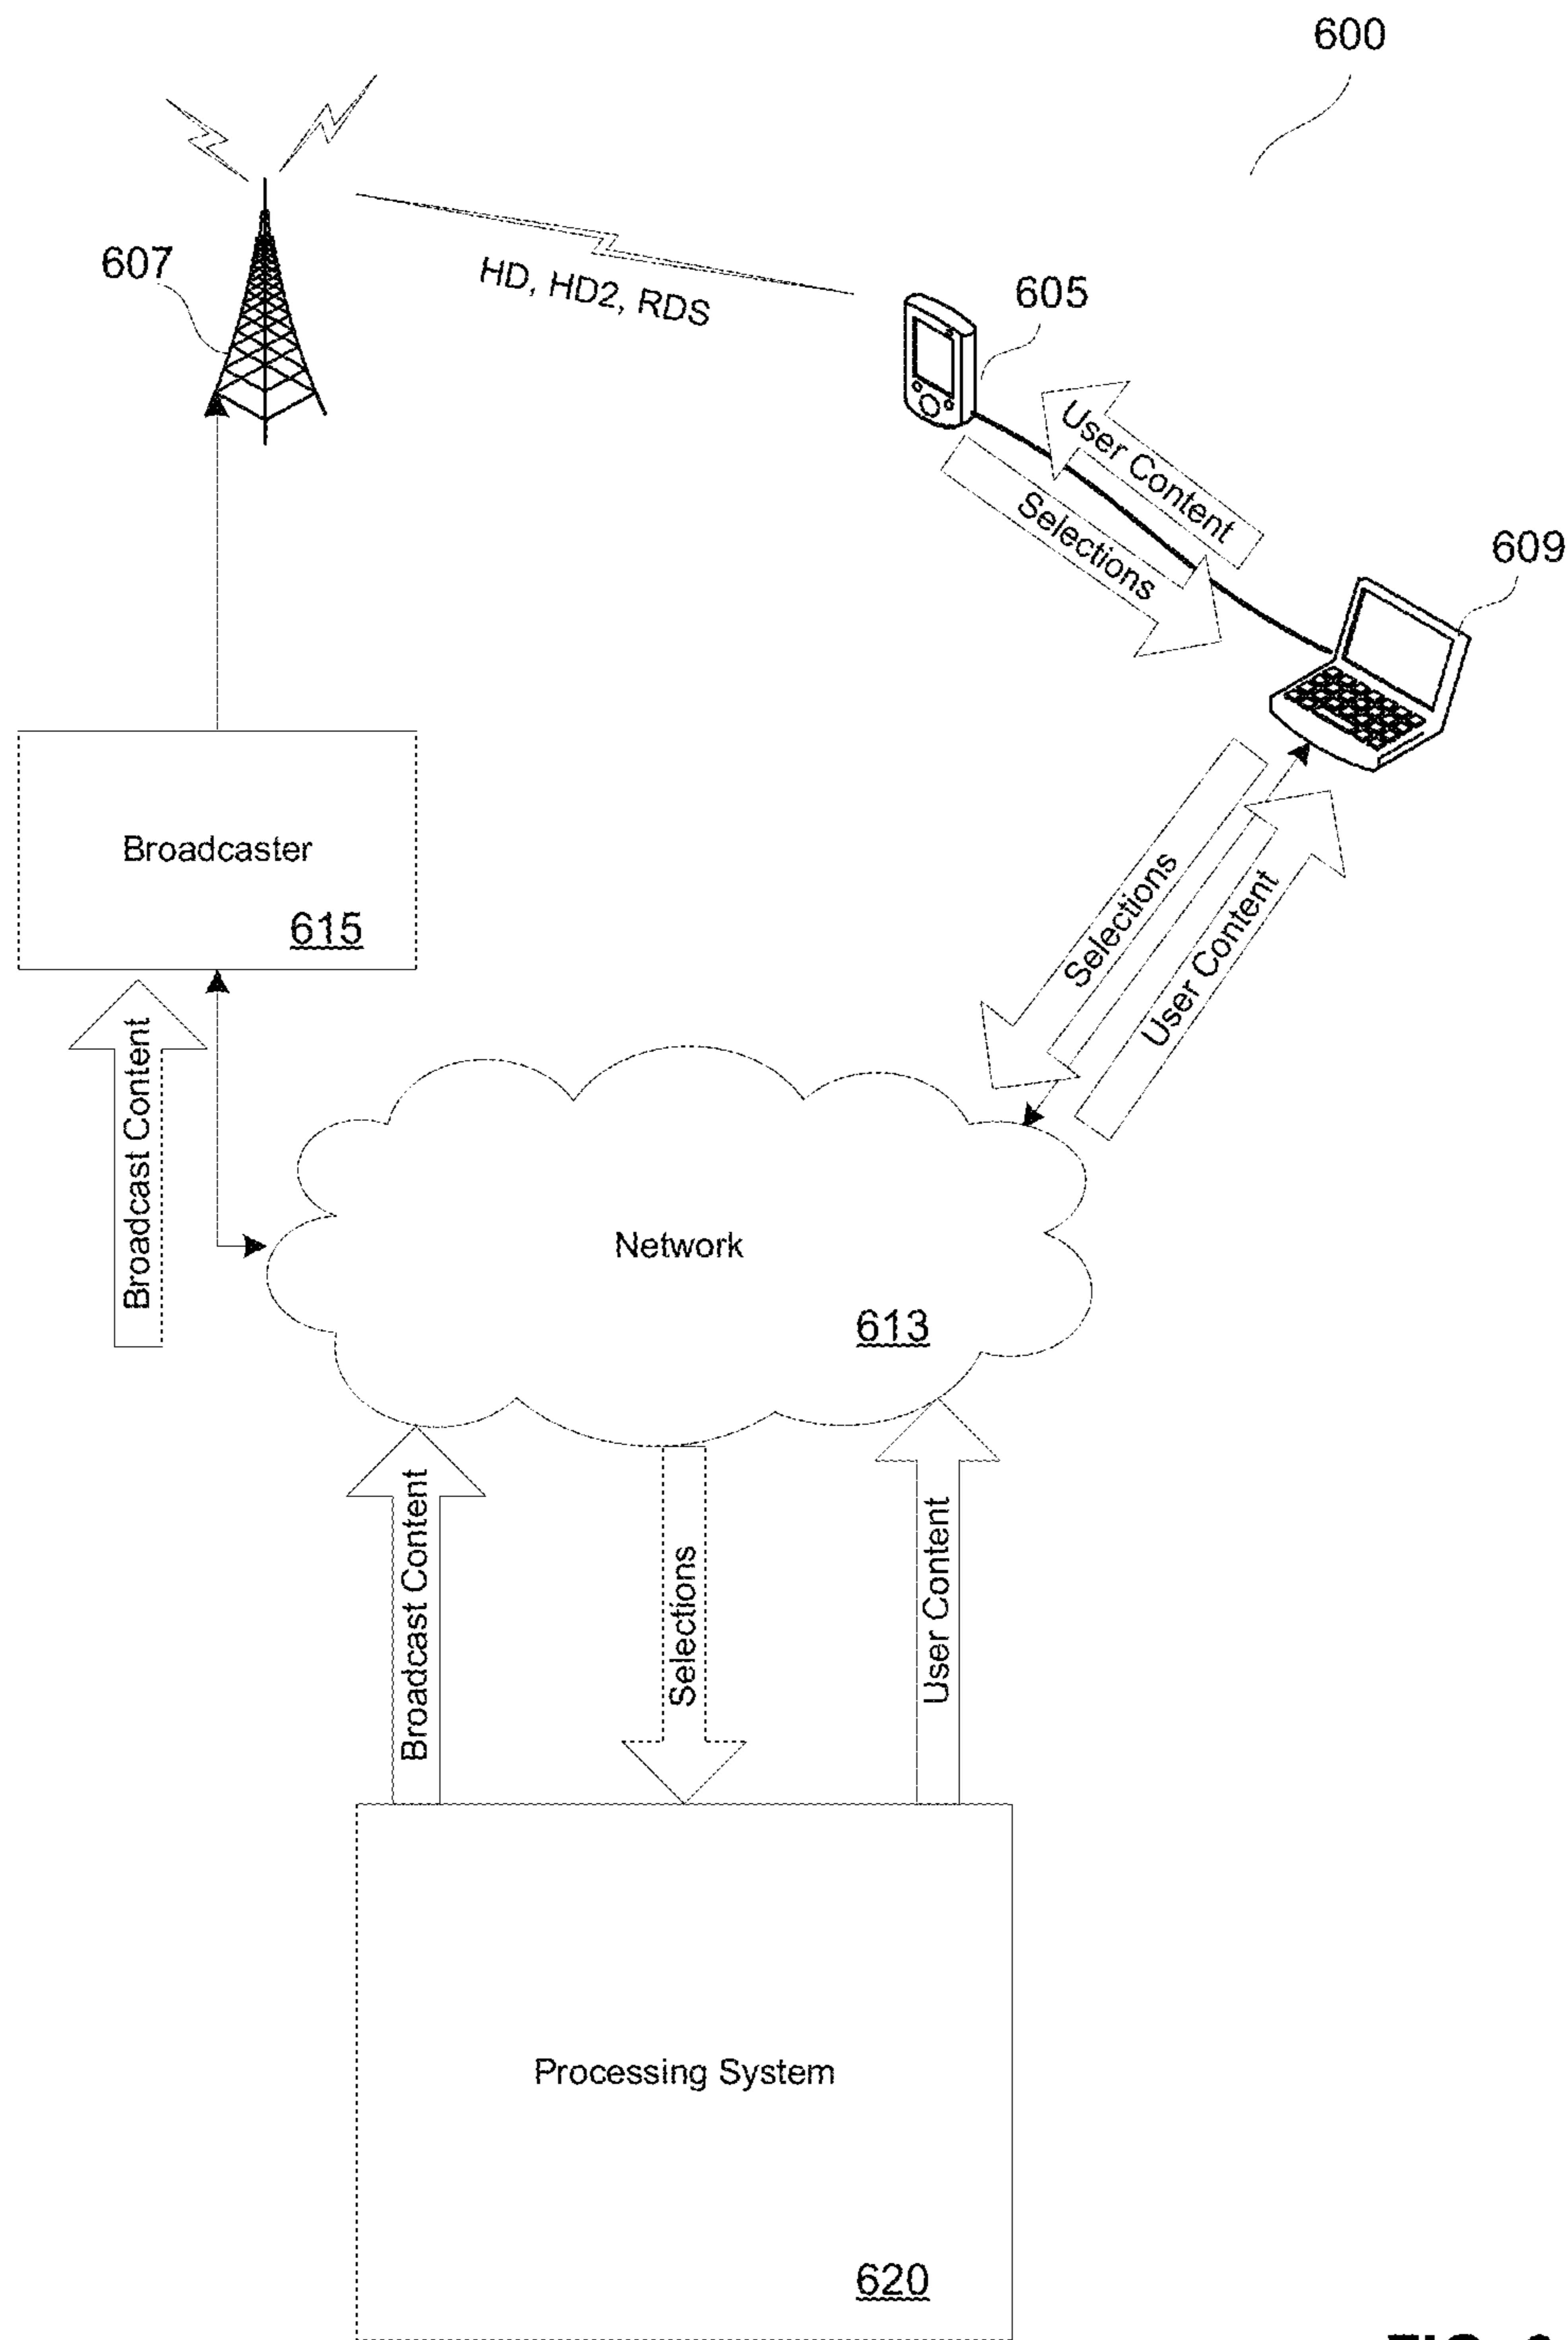 600
607
HD, HD2, RDS
605
User Content
Selections
609
Broadcaster
615
Selections
User Content
Broadcast Content
Network
613
Broadcast Content
Selections
User Content
Processing System
620